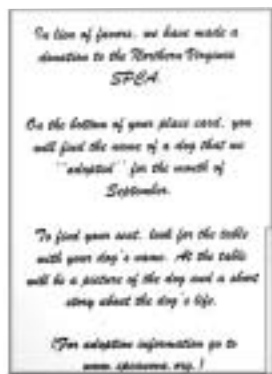 In lieu of favors, we have made a
donation to the Northern Virginia
SPCA.
On the bottom of your place card, you
will find the name of a dog that we
"adopted" for the month of
September.
To find your seat, look for the table
with your dog's name. At the table
will be a picture of the dog and a short
story about the dog's life.
(For adoption information go to
www.spcanova.org.)